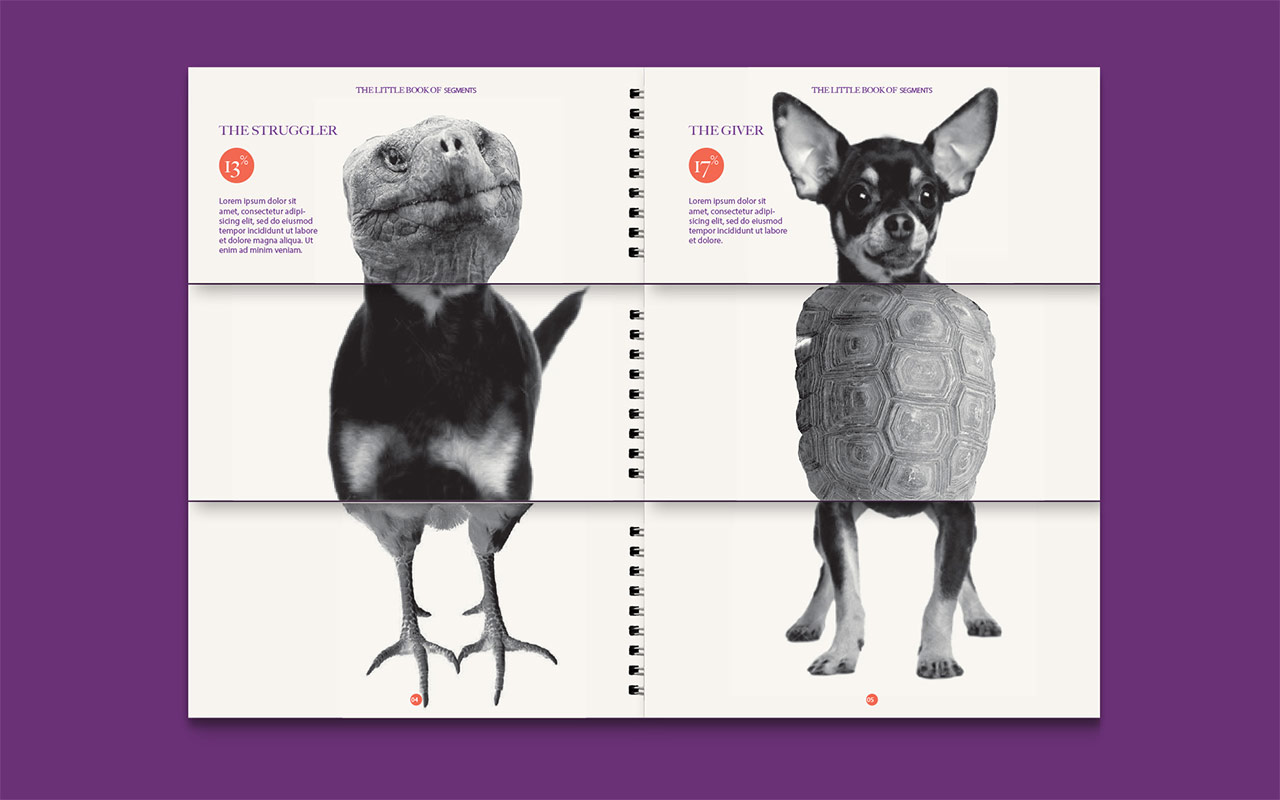 THE LITTLE BOOK OF SEGMENTS
THE STRUGGLER
13%
Lorem ipsum dolor sit
amet, consectetur adipi-
sicing elit, sed do eiusmod
tempor incididunt ut labore
et dolore magna aliqua. Ut
enim ad minim veniam.
04
THE LITTLE BOOK OF SEGMENTS
THE GIVER
17%
Lorem ipsum dolor sit
amet, consectetur adipi-
sicing elit, sed do eiusmod
tempor incididunt ut labore
et dolore.
05